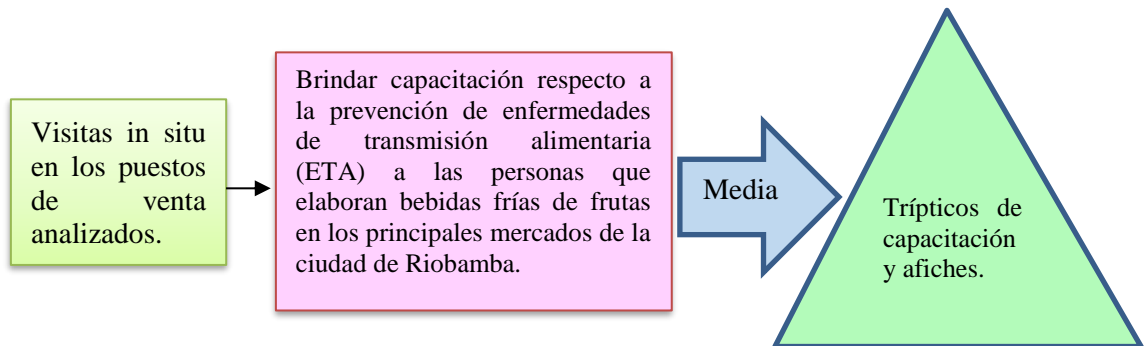 Visitas in situ
en los puestos
de venta
analizados.
Brindar capacitación respecto a
la prevención de enfermedades
de transmisión alimentaria
(ETA) a las personas que
elaboran bebidas frías de frutas
en los principales mercados de la
ciudad de Riobamba.
Media
Trípticos de
capacitación
y afiches.